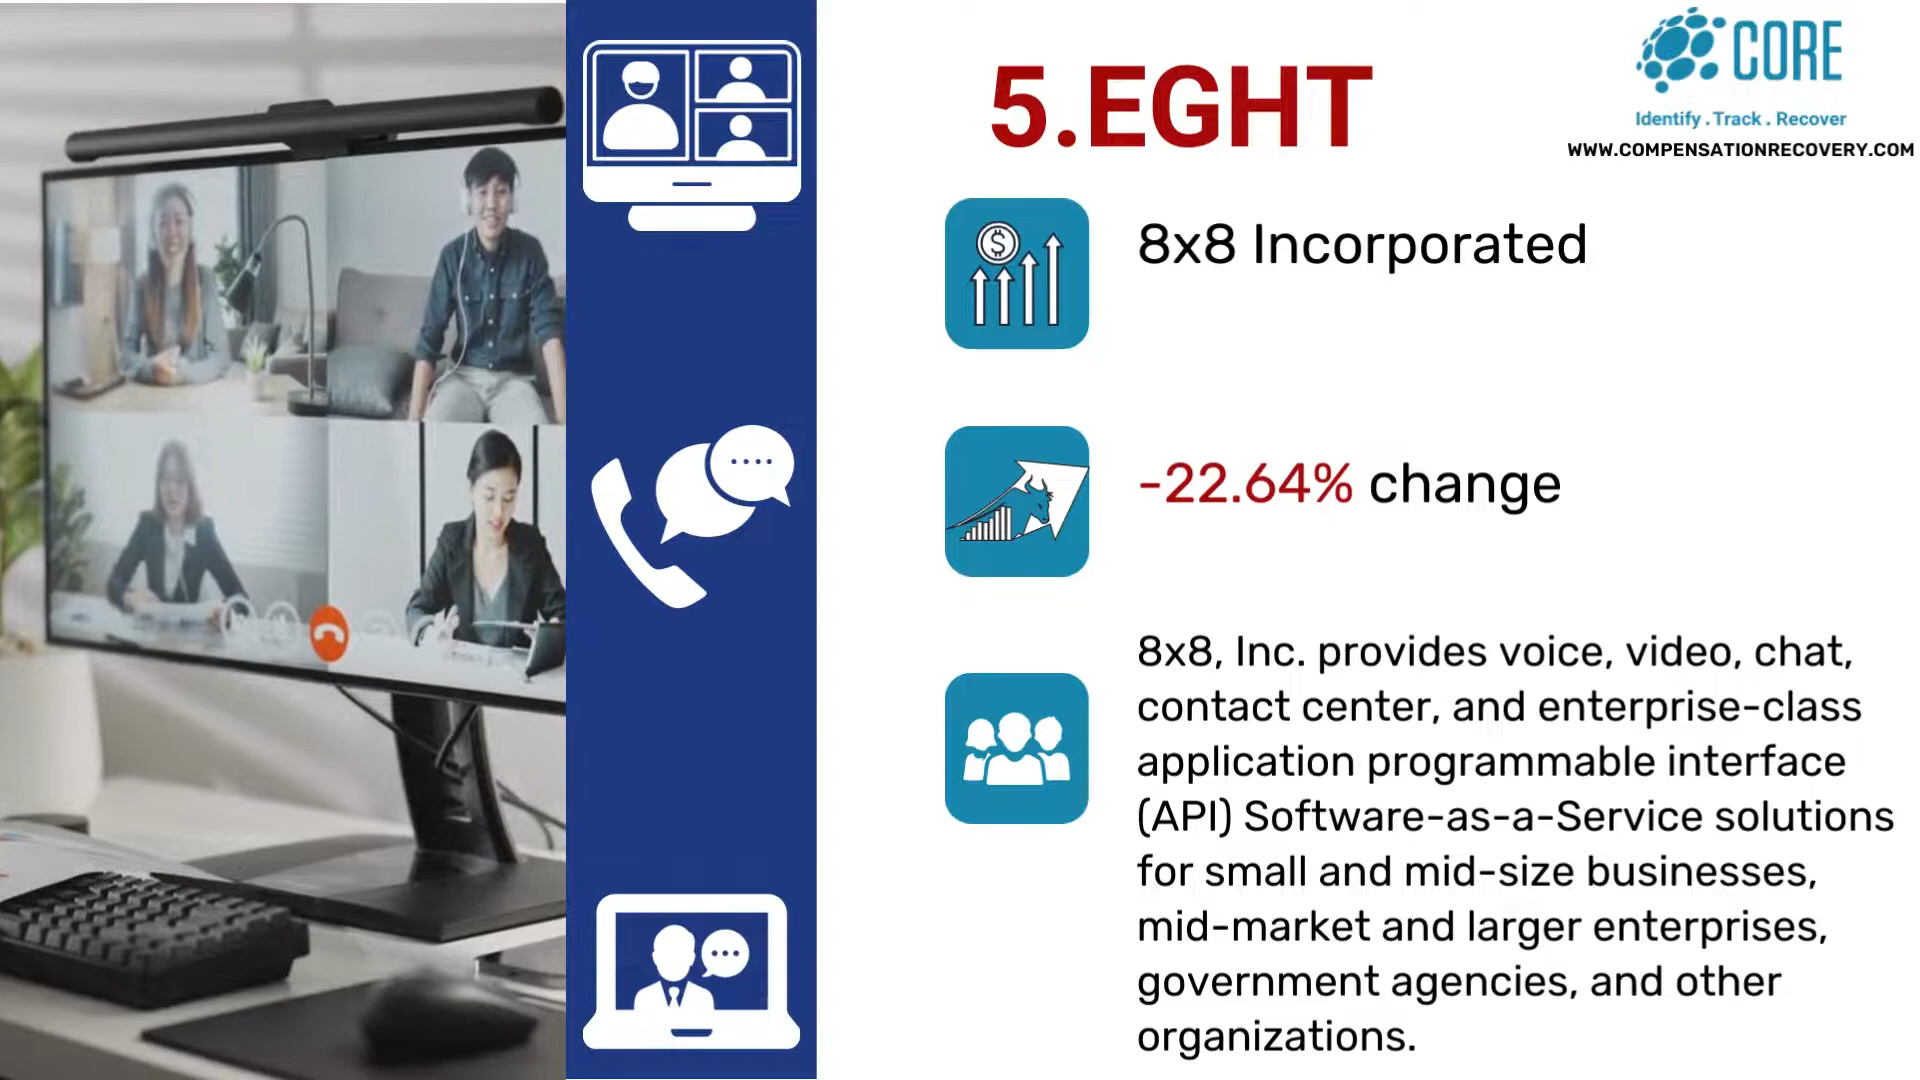 5.EGHT
CORE
Identify . Track . Recover
WWW.COMPENSATIONRECOVERY.COM
8x8 Incorporated
-22.64% change
8x8, Inc. provides voice, video, chat,
contact center, and enterprise-class
application programmable interface
(API) Software-as-a-Service solutions
for small and mid-size businesses,
mid-market and larger enterprises,
government agencies, and other
organizations.